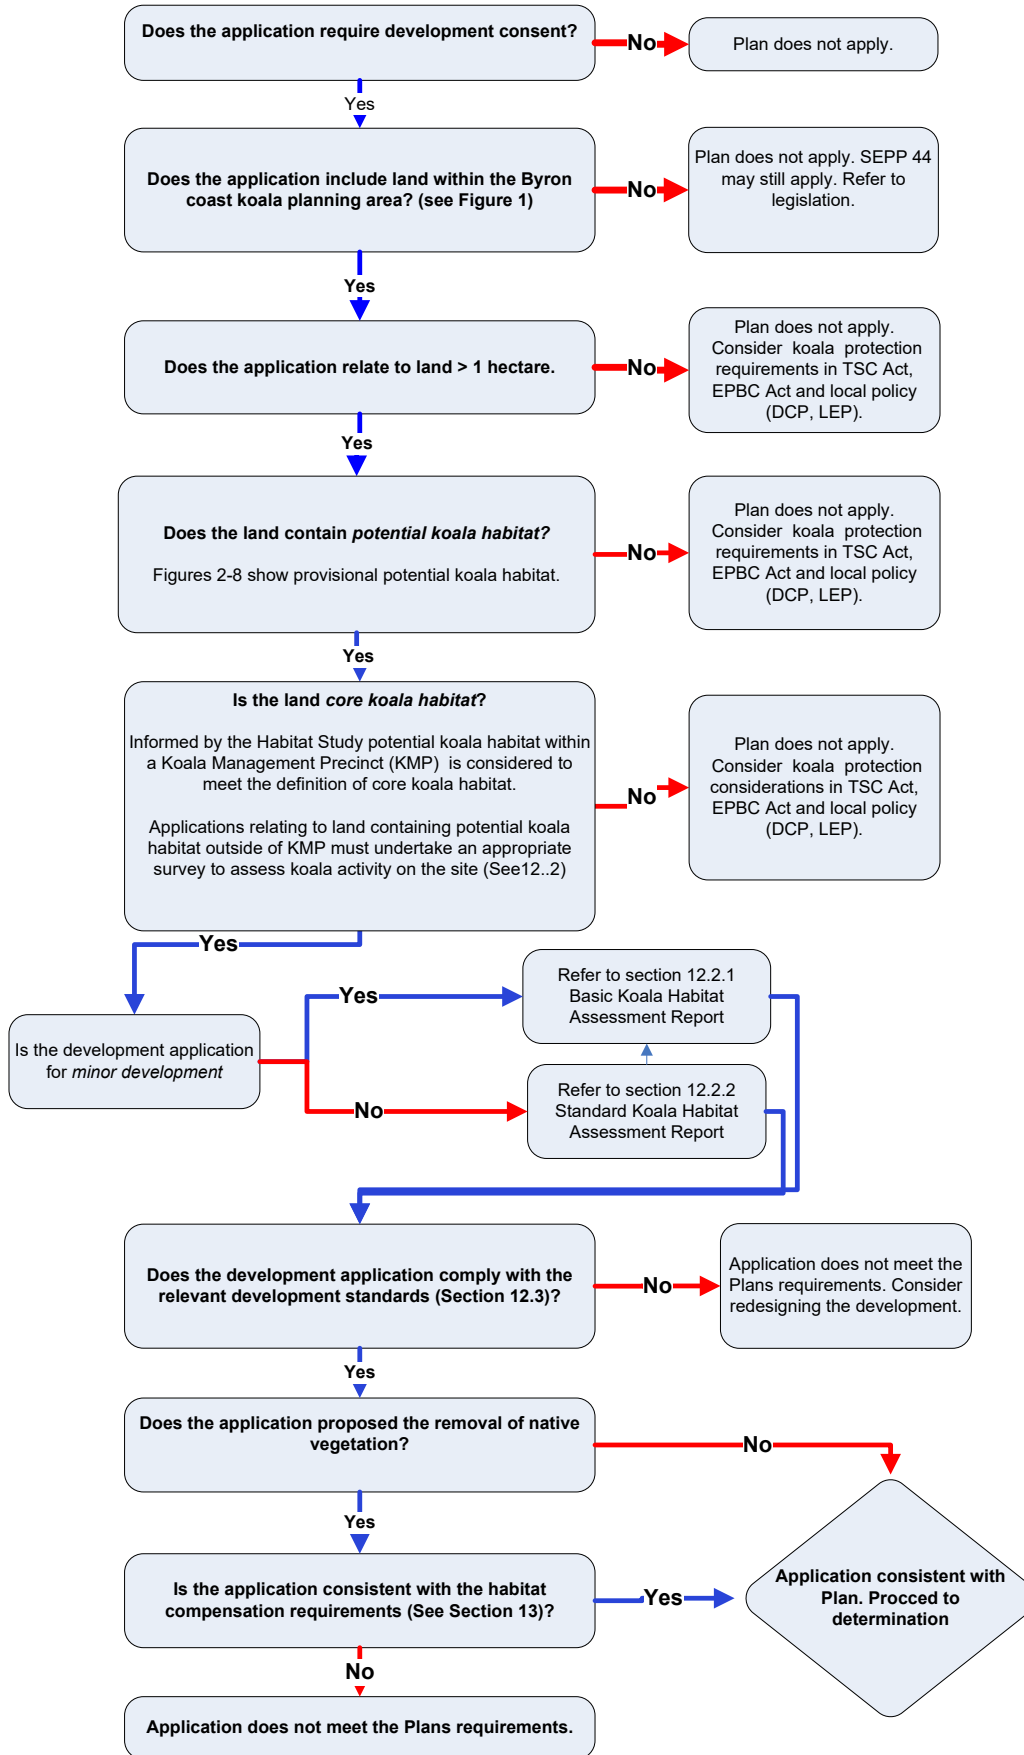 Does the application require development consent?
No
Plan does not apply.
Yes
Does the application include land within the Byron
coast koala planning area? (see Figure 1)
No
Plan does not apply. SEPP 44
may still apply. Refer to
legislation.
Yes
Does the application relate to land > 1 hectare.
No
Plan does not apply.
Consider koala protection
requirements in TSC Act,
EPBC Act and local policy
(DCP, LEP).
Yes
Does the land contain potential koala habitat?
Figures 2-8 show provisional potential koala habitat.
No
Plan does not apply.
Consider koala protection
requirements in TSC Act,
EPBC Act and local policy
(DCP, LEP).
Yes
Is the land core koala habitat?
Informed by the Habitat Study potential koala habitat within
a Koala Management Precinct (KMP) is considered to
meet the definition of core koala habitat.
Applications relating to land containing potential koala
habitat outside of KMP must undertake an appropriate
survey to assess koala activity on the site (See12..2)
No
Plan does not apply.
Consider koala protection
considerations in TSC Act,
EPBC Act and local policy
(DCP, LEP).
Yes
Is the development application
for minor development
Yes
Refer to section 12.2.1
Basic Koala Habitat
Assessment Report
No
Refer to section 12.2.2
Standard Koala Habitat
Assessment Report
Does the development application comply with the
relevant development standards (Section 12.3)?
No
Application does not meet the
Plans requirements. Consider
redesigning the development.
Yes
Does the application proposed the removal of native
vegetation?
No
Yes
Is the application consistent with the habitat
compensation requirements (See Section 13)?
Yes
Application consistent with
Plan. Procced to
determination
No
Application does not meet the Plans requirements.